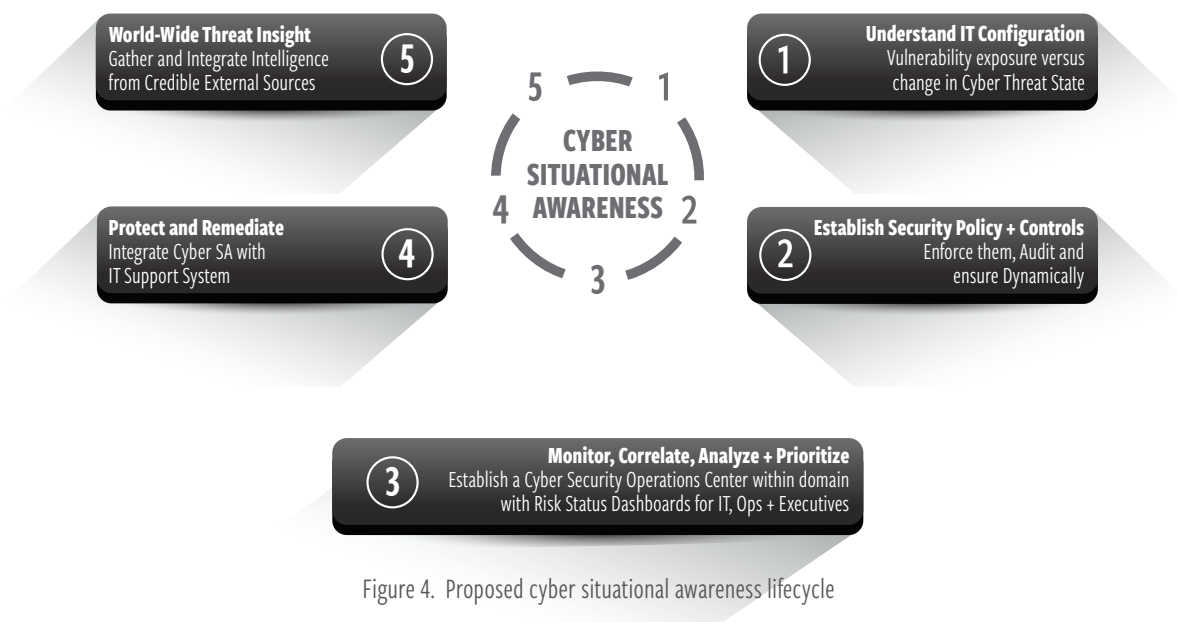 World-Wide Threat Insight
Gather and Integrate Intelligence
from Credible External Sources
5
1
Understand IT Configuration
Vulnerability exposure versus
change in Cyber Threat State
5
1
CYBER
SITUATIONAL
AWARENESS
4
2
3
Protect and Remediate
Integrate Cyber SA with
IT Support System
4
2
Establish Security Policy + Controls
Enforce them, Audit and
ensure Dynamically
3
Monitor, Correlate, Analyze + Prioritize
Establish a Cyber Security Operations Center within domain
with Risk Status Dashboards for IT, Ops + Executives
Figure 4. Proposed cyber situational awareness lifecycle